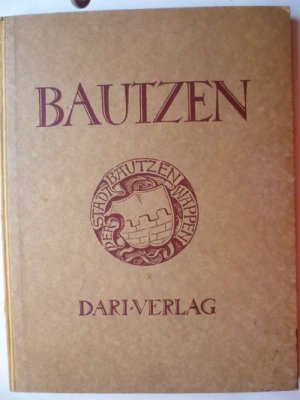 BAUTZEN
DER STADT BAUTZEN WAPPEN
DARI-VERLAG